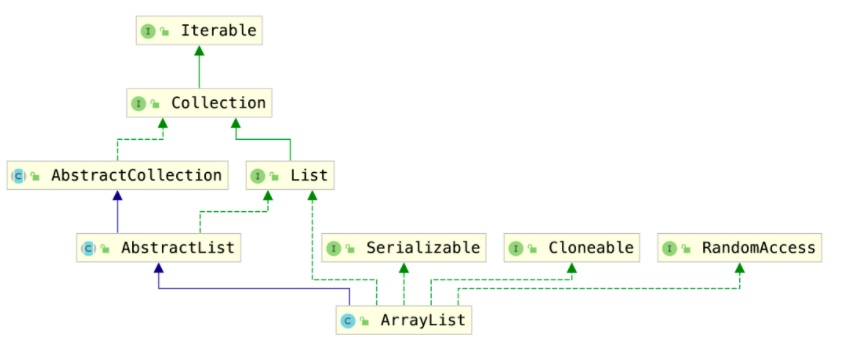 I Iterable
I Collection
C AbstractCollection
I List
C AbstractList
I Serializable
I Cloneable
I RandomAccess
C ArrayList